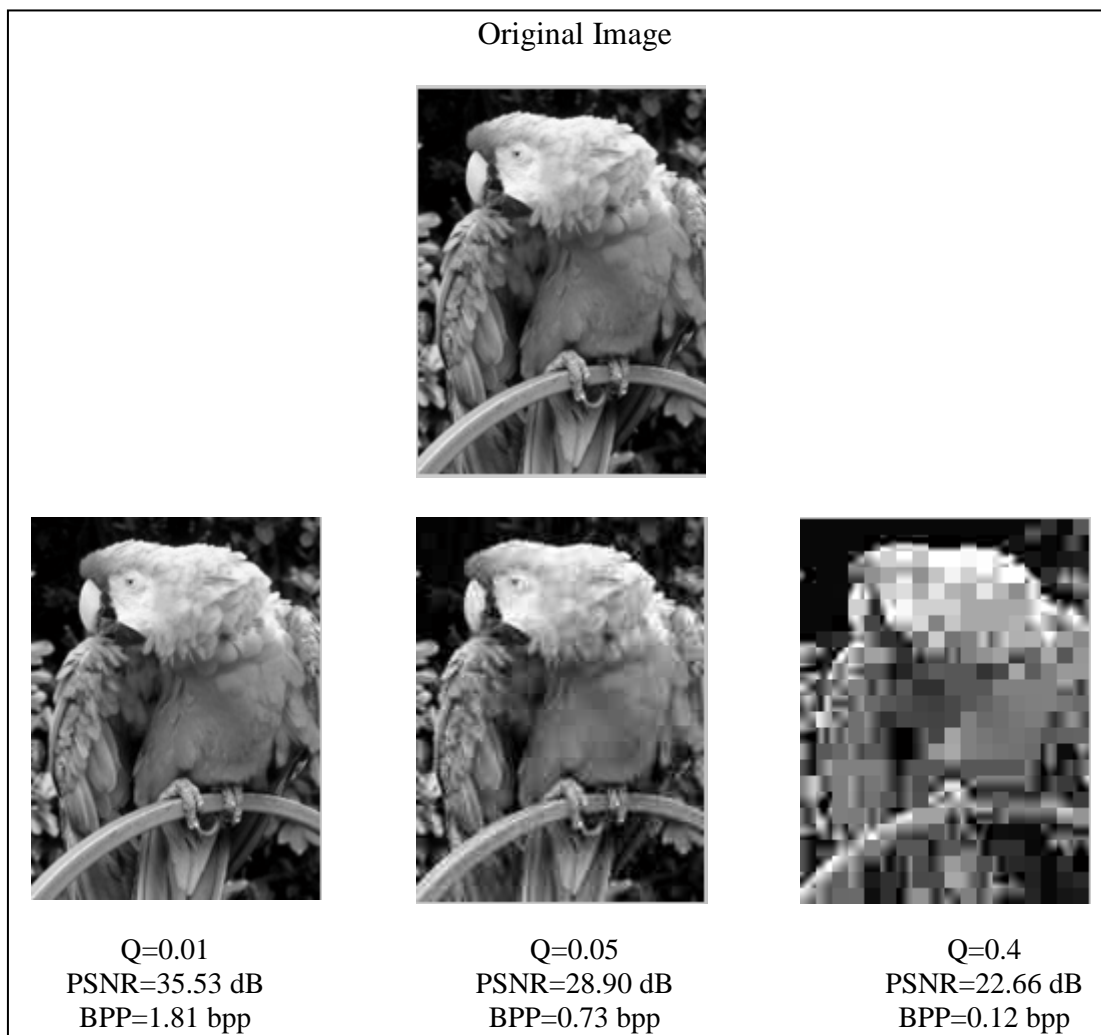 Original Image
Q=0.01
PSNR=35.53 dB
BPP=1.81 bpp
Q=0.05
PSNR=28.90 dB
BPP=0.73 bpp
Q=0.4
PSNR=22.66 dB
BPP=0.12 bpp